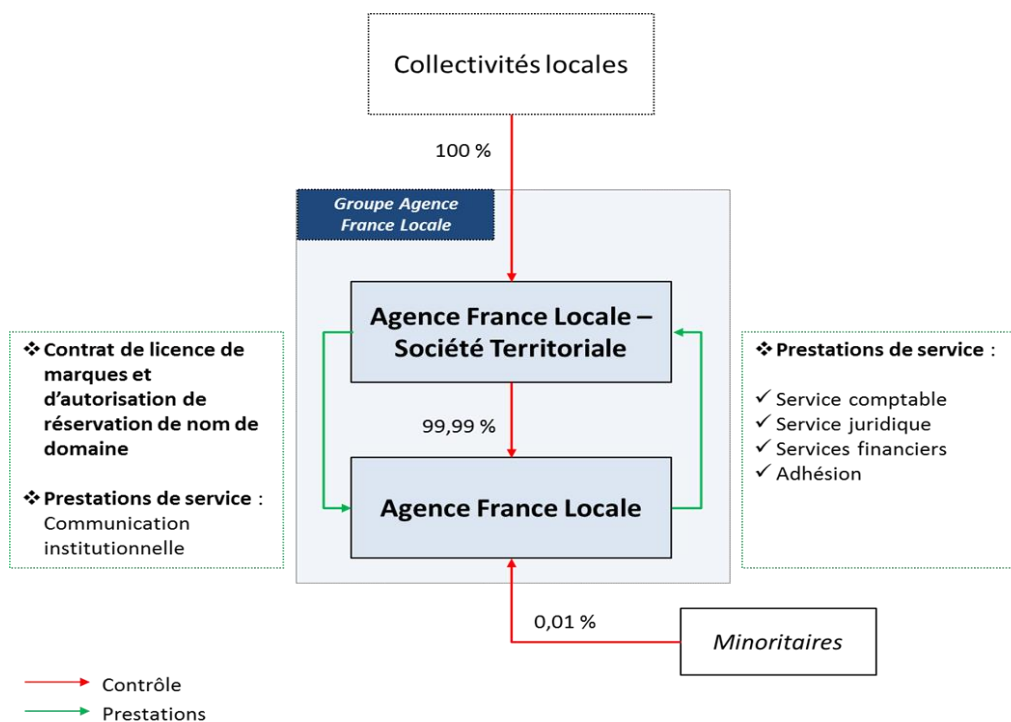 Collectivités locales
100 %
Groupe Agence
France Locale
Agence France Locale –
Société Territoriale
❖ Contrat de licence de
marques et
d'autorisation de
réservation de nom de
domaine
❖ Prestations de service :
Communication
institutionnelle
99,99 %
❖ Prestations de service :
✓ Service comptable
✓ Service juridique
✓ Services financiers
✓ Adhésion
Agence France Locale
0,01 %
Minoritaires
Contrôle
Prestations